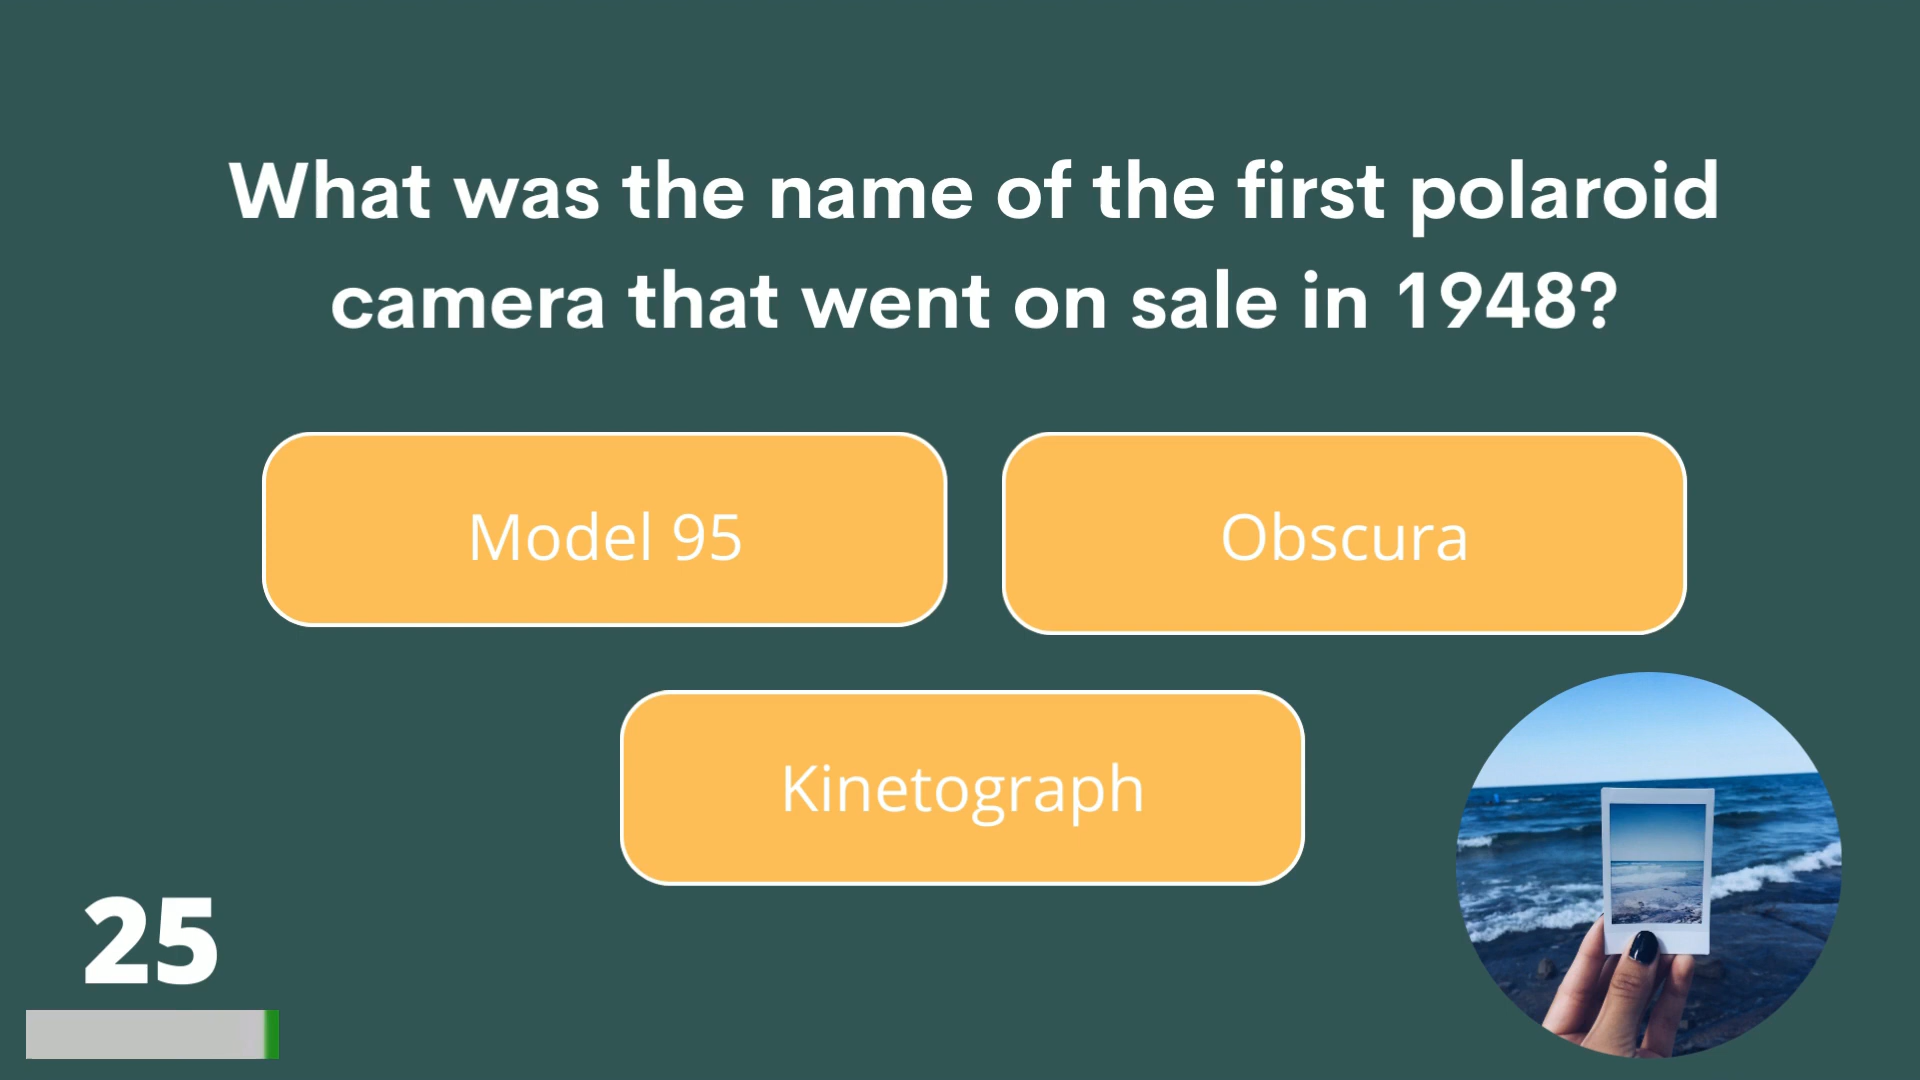 What was the name of the first polaroid
camera that went on sale in 1948?
Model 95
Obscura
Kinetograph
25